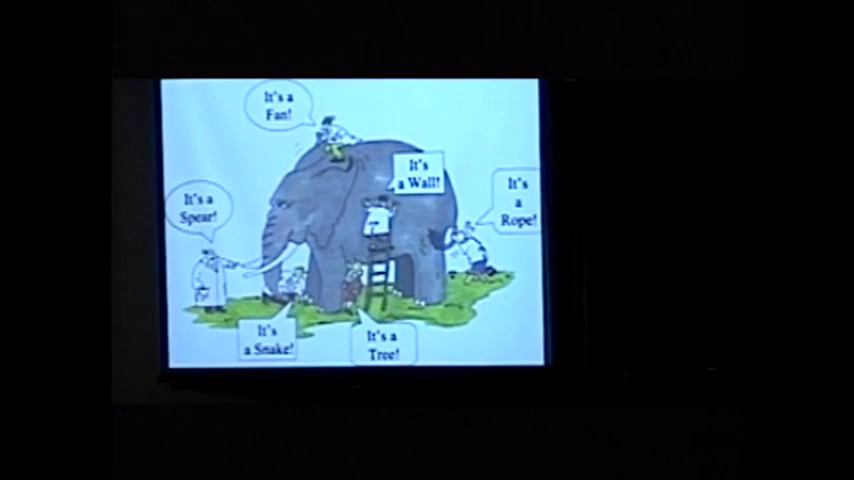 It's a
Fan!
It's
a Wall!
It's
a
Rope!
It's a
Spear!
It's
a Snake!
It's a
Tree!